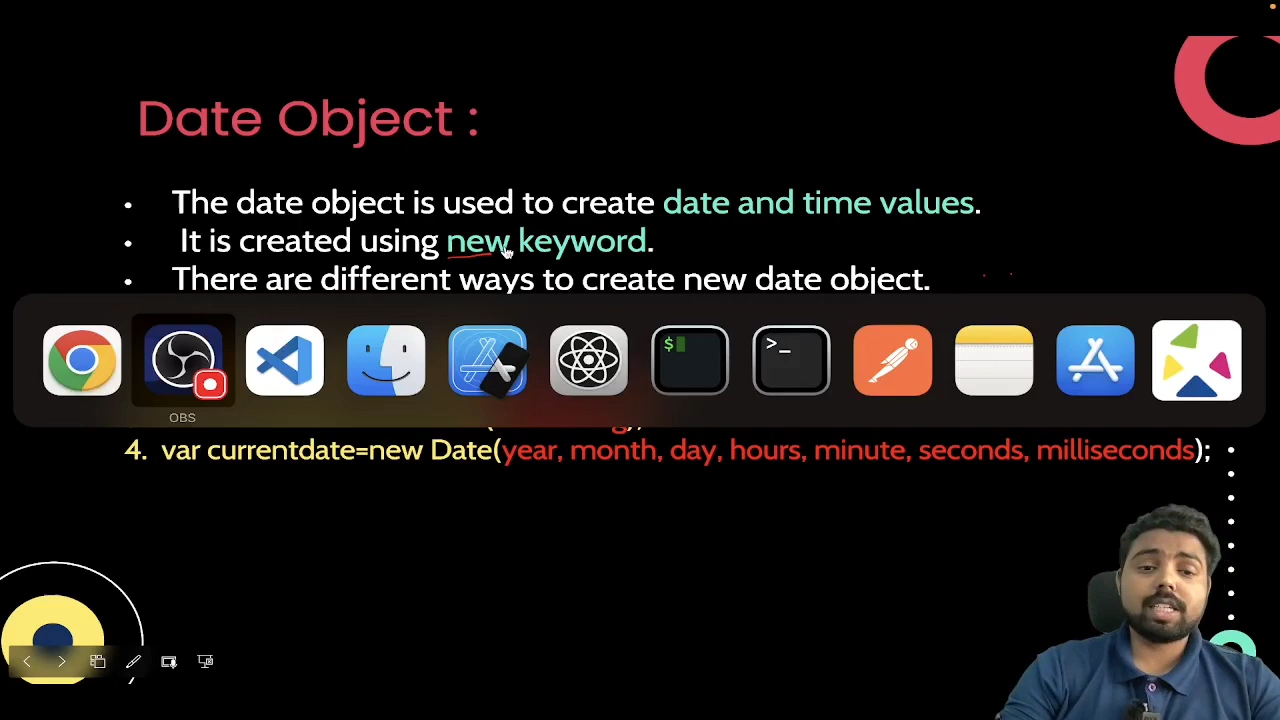 Date Object :
• The date object is used to create date and time values.
• It is created using new keyword.
• There are different ways to create new date object.
$
>_
OBS
4. var currentdate=new Date(year, month, day, hours, minute, seconds, milliseconds);